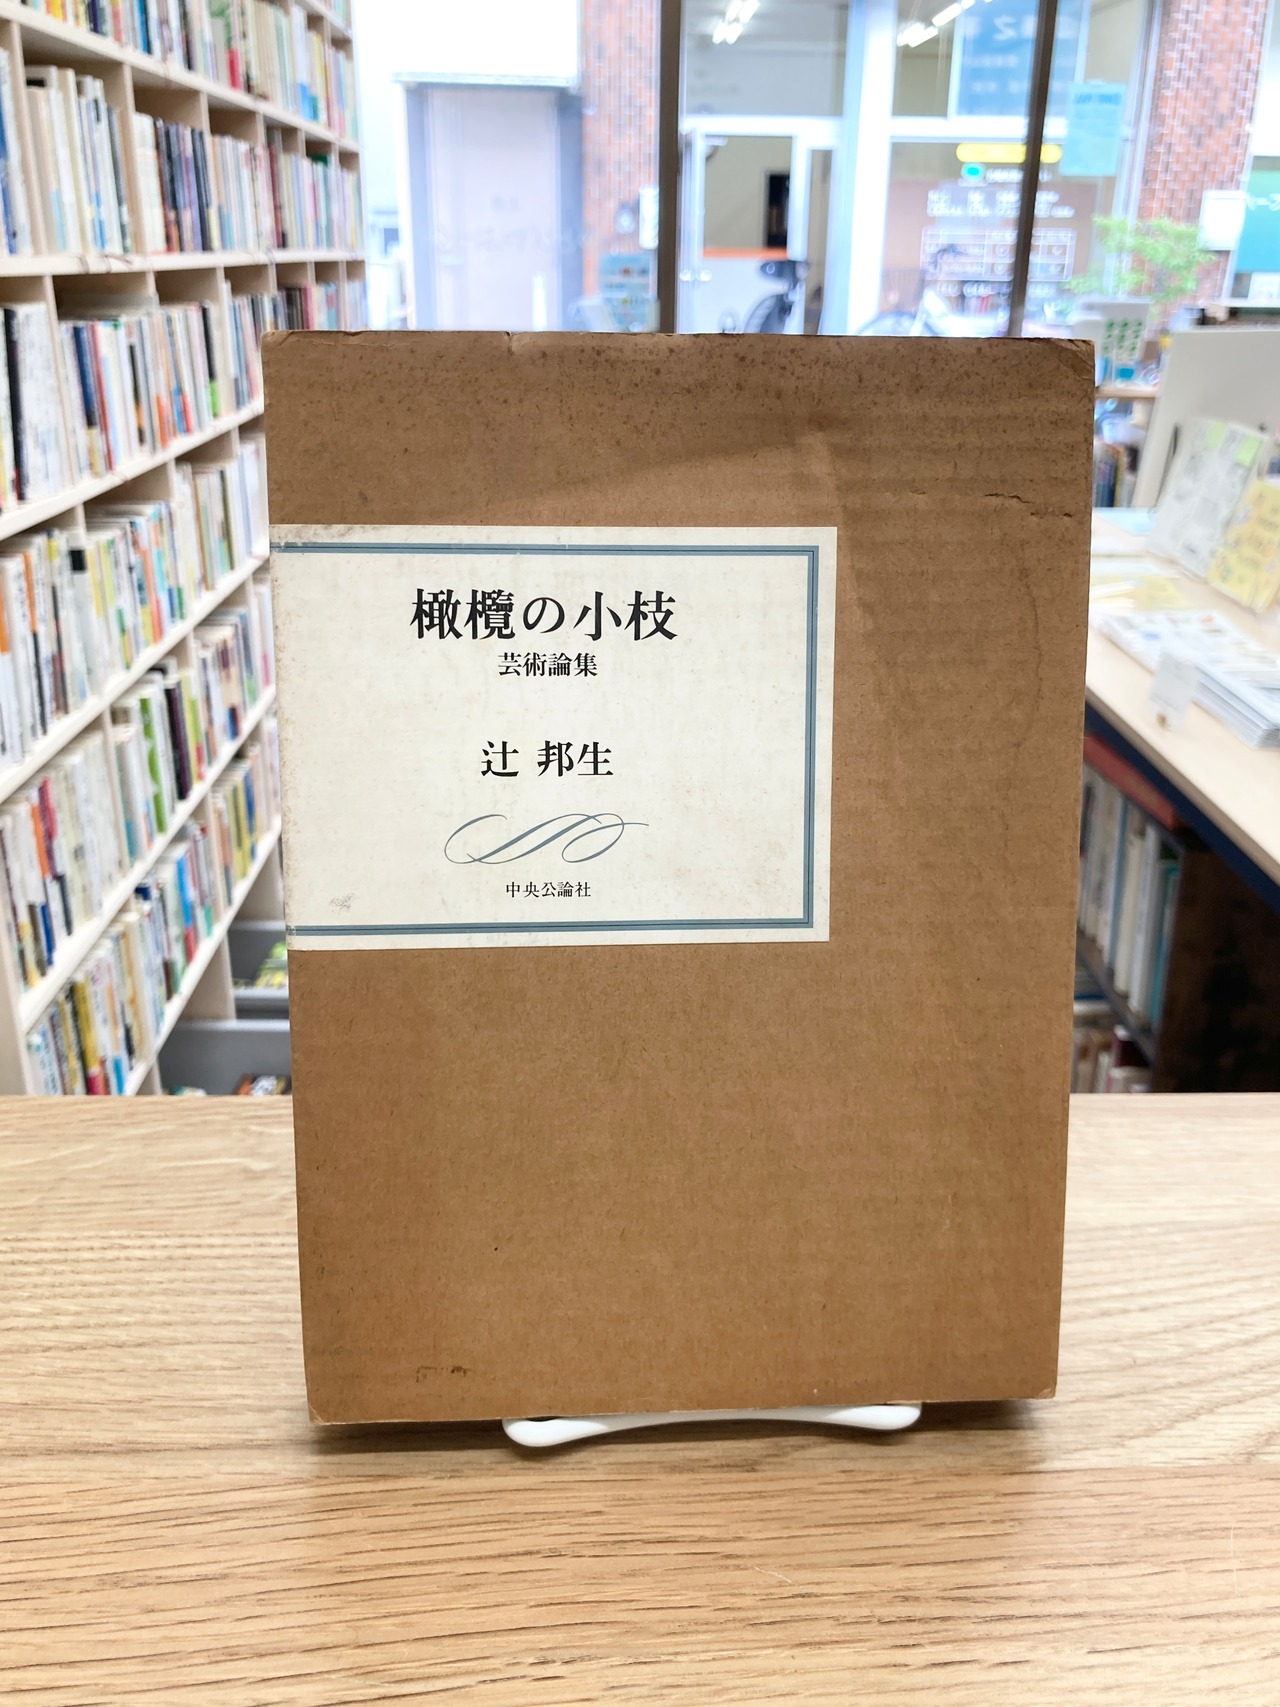 橄欖の小枝
芸術論集
辻 邦生
中央公論社